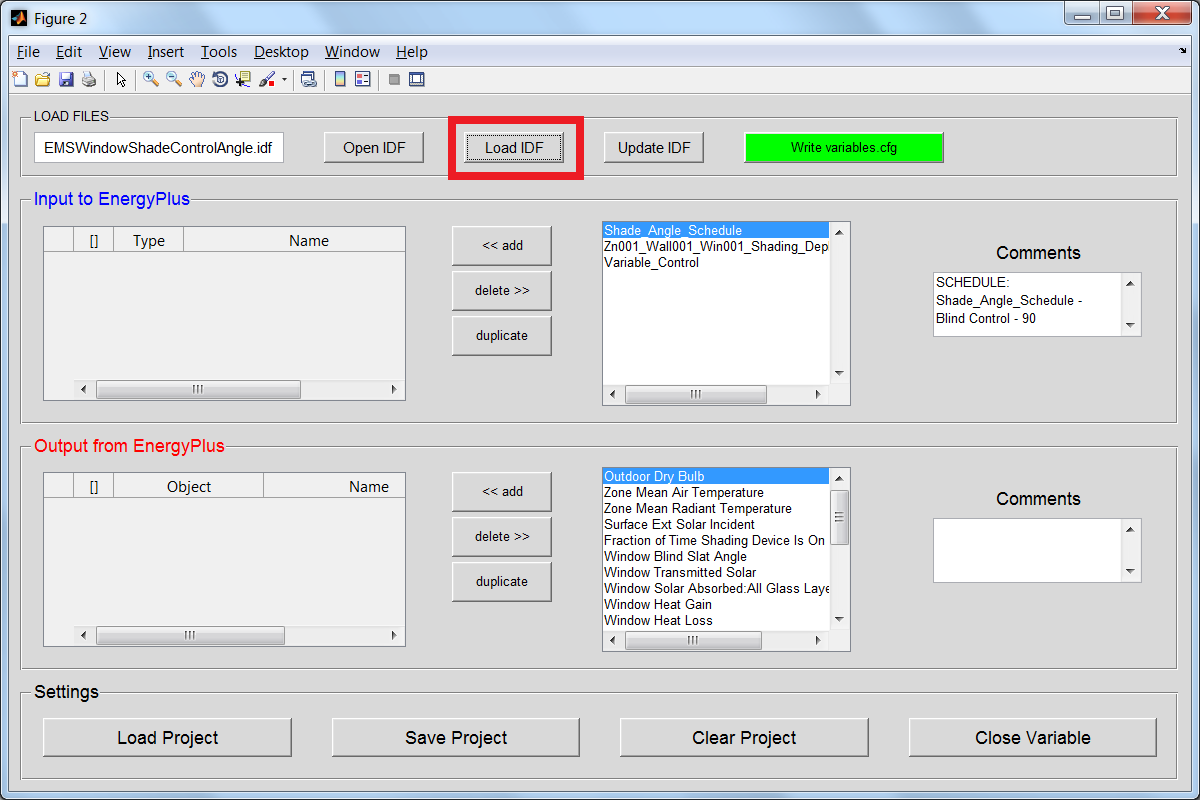 Figure 2
File Edit View Insert Tools Desktop Window Help
LOAD FILES
EMSWindowShadeControlAngle.idf
Open IDF
Load IDF
Update IDF
Write variables.cfg
Input to EnergyPlus
[] Type Name
<< add
delete >>
duplicate
Shade_Angle_Schedule
Zn001_Wall001_Win001_Shading_Dep
Variable_Control
Comments
SCHEDULE:
Shade_Angle_Schedule -
Blind Control - 90
Output from EnergyPlus
[] Object Name
<< add
delete >>
duplicate
Outdoor Dry Bulb
Zone Mean Air Temperature
Zone Mean Radiant Temperature
Surface Ext Solar Incident
Fraction of Time Shading Device Is On
Window Blind Slat Angle
Window Transmitted Solar
Window Solar Absorbed:All Glass Laye
Window Heat Gain
Window Heat Loss
Comments
Settings
Load Project
Save Project
Clear Project
Close Variable